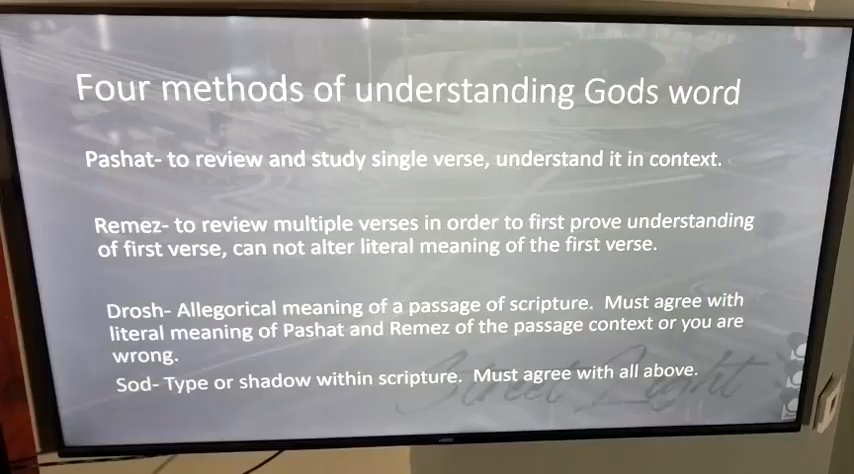 Four methods of understanding Gods word
Pashat- to review and study single verse, understand it in context.
Remez- to review multiple verses in order to first prove understanding
of first verse, can not alter literal meaning of the first verse.
Drosh- Allegorical meaning of a passage of scripture. Must agree with
literal meaning of Pashat and Remez of the passage context or you are
wrong.
Sod- Type or shadow within scripture. Must agree with all above.
Street Light